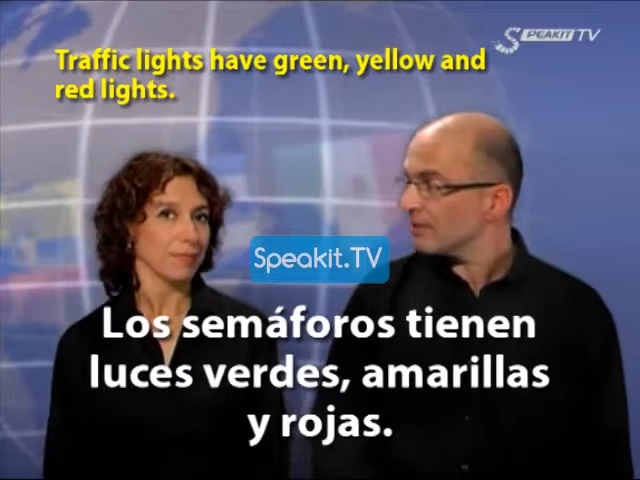 SPEAKIT TV
Traffic lights have green, yellow and
red lights.
Speakit.TV
Los semáforos tienen
luces verdes, amarillas
y rojas.